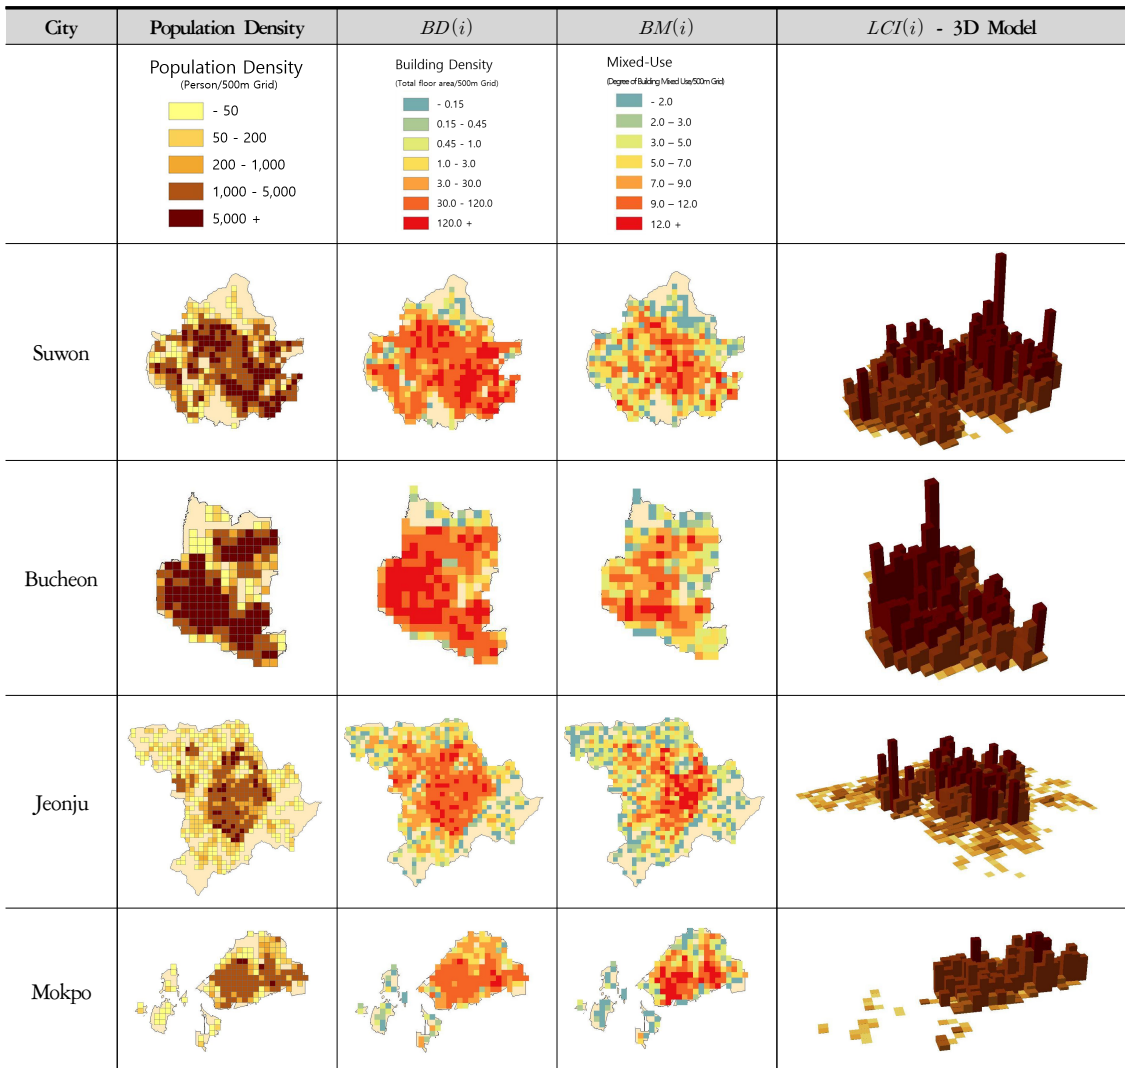 City Population Density BD(i) BM(i) LCI(i) - 3D Model
Population Density
(Person/500m Grid)
- 50
50 - 200
200 - 1,000
1,000 - 5,000
5,000 +
Building Density
(Total floor area/500m Grid)
- 0.15
0.15 - 0.45
0.45 - 1.0
1.0 - 3.0
3.0 - 30.0
30.0 - 120.0
120.0 +
Mixed-Use
(Degree of Building Mixed Use/500m Grid)
- 2.0
2.0 – 3.0
3.0 – 5.0
5.0 – 7.0
7.0 – 9.0
9.0 – 12.0
12.0 +
Suwon
Bucheon
Jeonju
Mokpo